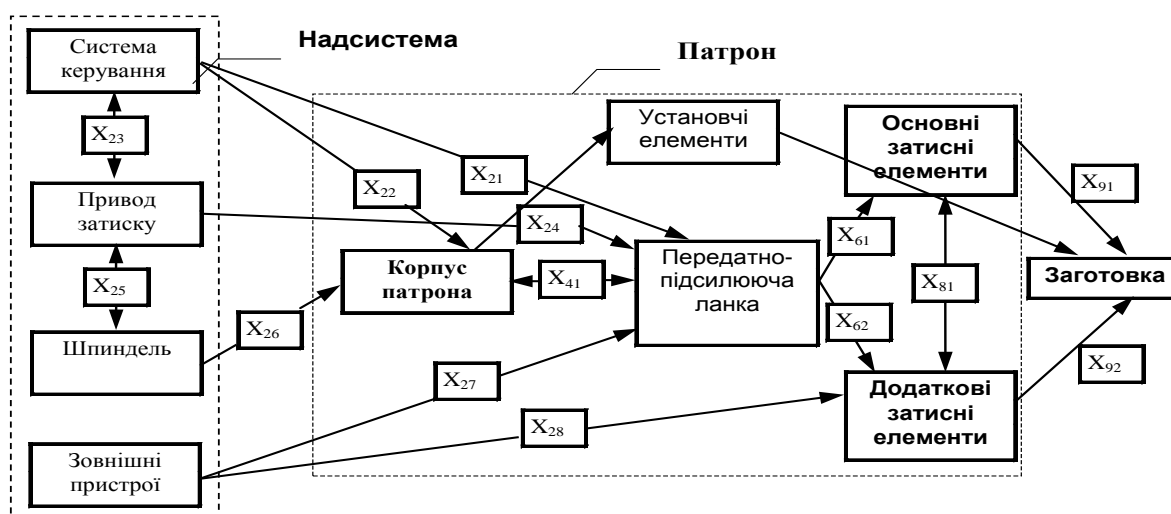 Система
керування
Надсистема
Патрон
X23
Привод
затиску
X25
Шпиндель
Зовнішні
пристрої
X22
X21
X24
X26
X27
X28
Корпус
патрона
X41
Установчі
елементи
Передатно-
підсилююча
ланка
X61
X62
Основні
затисні
елементи
X81
Додаткові
затисні
елементи
X91
Заготовка
X92